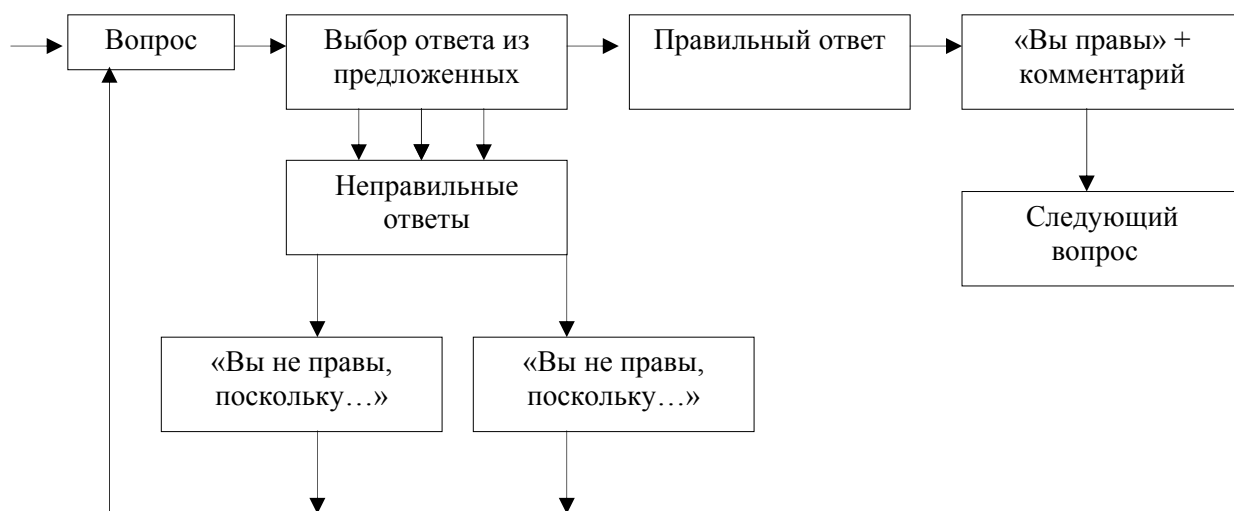 Вопрос
Выбор ответа из
предложенных
Правильный ответ
«Вы правы» +
комментарий
Неправильные
ответы
Следующий
вопрос
«Вы не правы,
поскольку…»
«Вы не правы,
поскольку…»